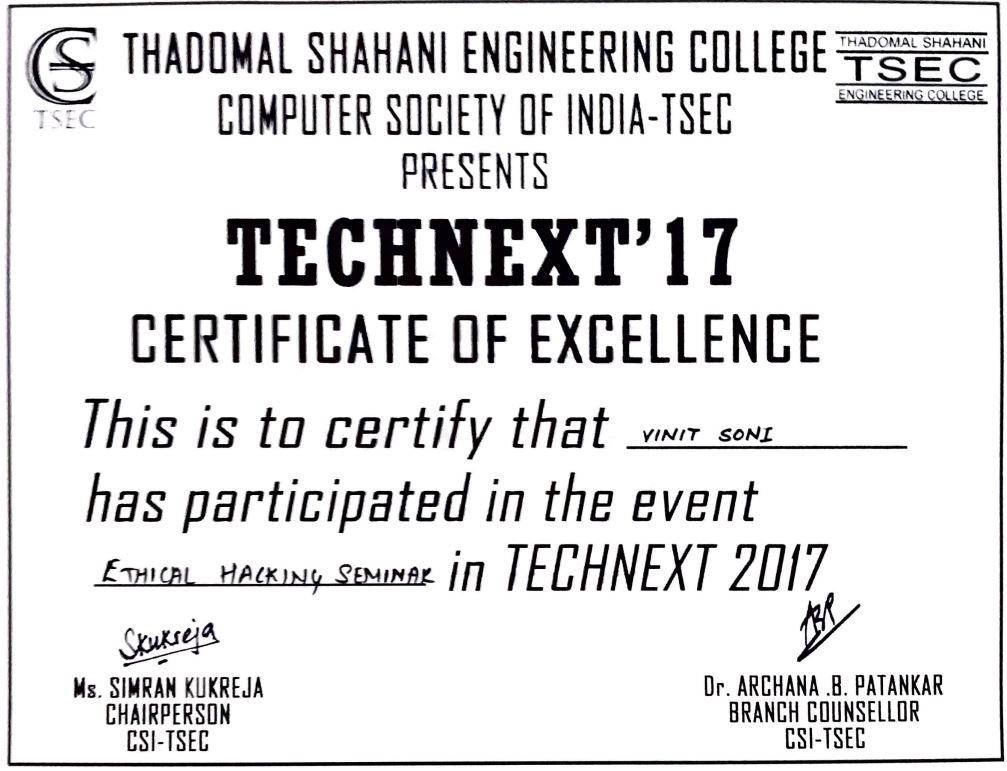 TSEC
THADOMAL SHAHANI ENGINEERING COLLEGE
THADOMAL SHAHANI
TSEC
ENGINEERING COLLEGE
COMPUTER SOCIETY OF INDIA-TSEC
PRESENTS
TECHNEXT'17
CERTIFICATE OF EXCELLENCE
This is to certify that VINIT SONI
has participated in the event
ETHICAL HACKING SEMINAR in TECHNEXT 2017
Skukreja
Ms. SIMRAN KUKREJA
CHAIRPERSON
CSI-TSEC
ABP
Dr. ARCHANA .B. PATANKAR
BRANCH COUNSELLOR
CSI-TSEC